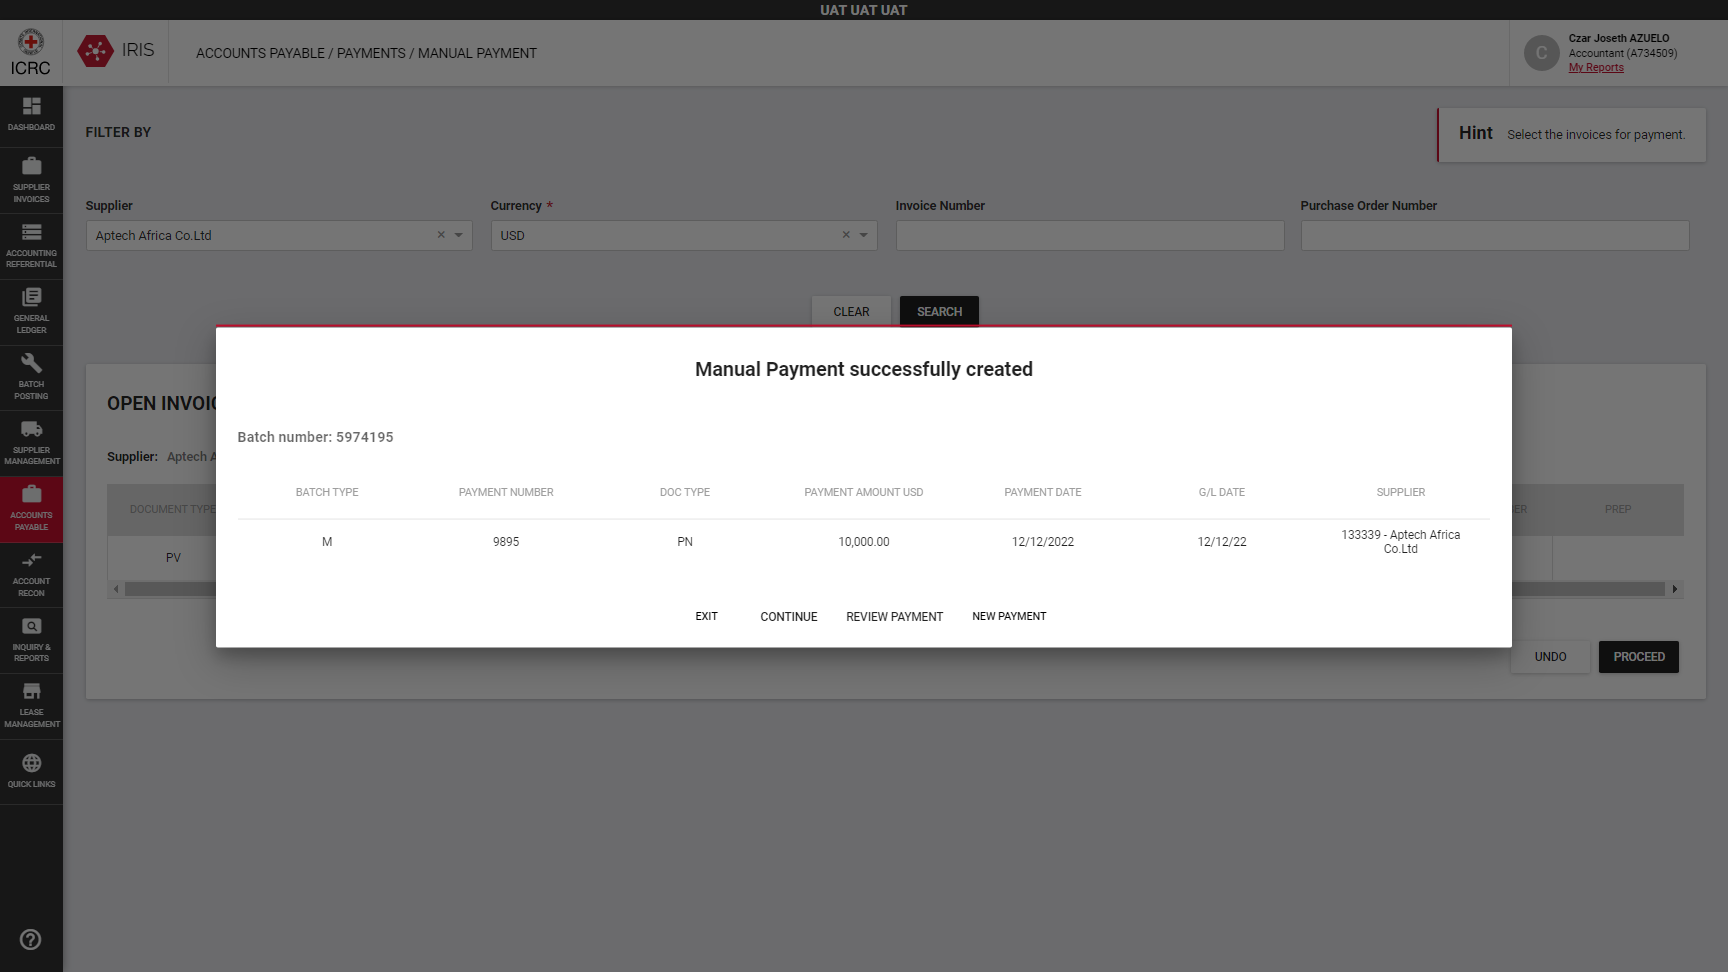 UAT UAT UAT
ICRC
IRIS
ACCOUNTS PAYABLE / PAYMENTS / MANUAL PAYMENT
C
Czar Joseth AZUELO
Accountant (A734509)
My Reports
DASHBOARD
SUPPLIER
INVOICES
ACCOUNTING
REFERENTIAL
GENERAL
LEDGER
BATCH
POSTING
SUPPLIER
MANAGEMENT
ACCOUNTS
PAYABLE
ACCOUNT
RECON
INQUIRY &
REPORTS
LEASE
MANAGEMENT
QUICK LINKS
FILTER BY
Hint Select the invoices for payment.
Supplier Currency * Invoice Number Purchase Order Number
Aptech Africa Co.Ltd × USD ×
CLEAR SEARCH
OPEN INVOIC
Supplier: Aptech A
DOCUMENT TYPE ER PREP
PV
Manual Payment successfully created
Batch number: 5974195
BATCH TYPE PAYMENT NUMBER DOC TYPE PAYMENT AMOUNT USD PAYMENT DATE G/L DATE SUPPLIER
M 9895 PN 10,000.00 12/12/2022 12/12/22 133339 - Aptech Africa
Co.Ltd
EXIT CONTINUE REVIEW PAYMENT NEW PAYMENT
UNDO PROCEED